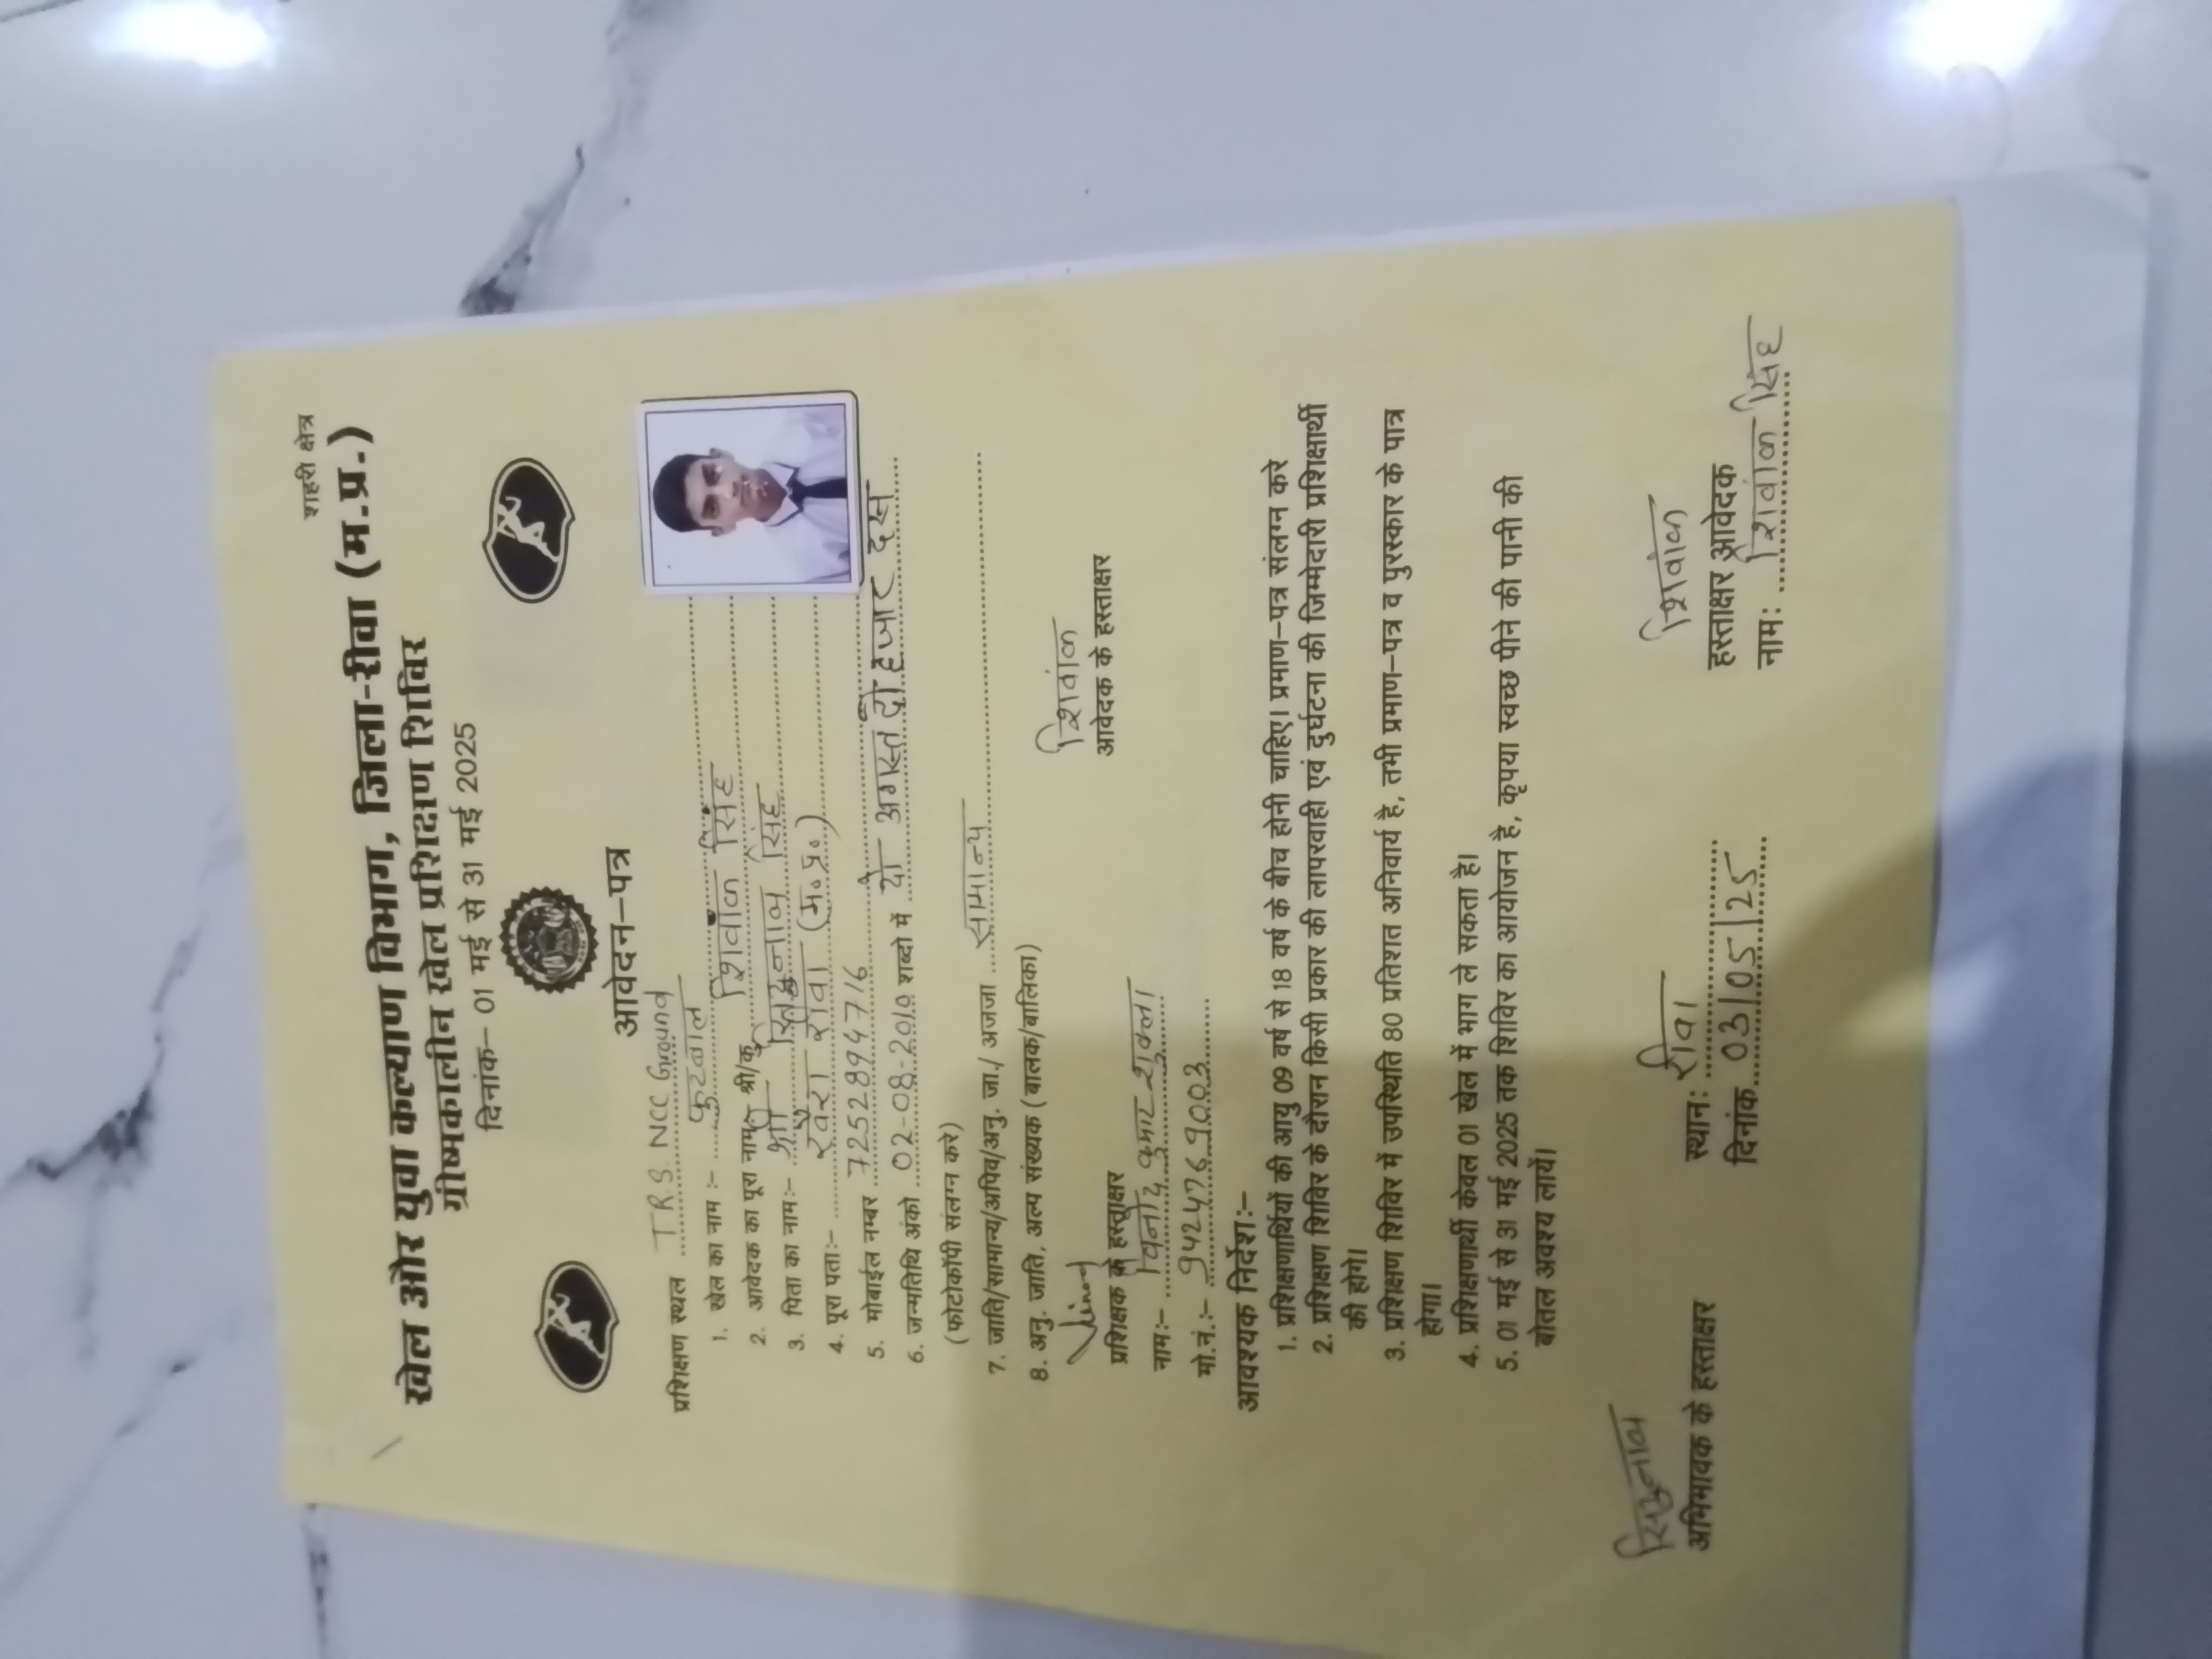 शहरी क्षेत्र
खेल और युवा कल्याण विभाग, जिला-रीवा (म.प्र.)
ग्रीष्मकालीन खेल प्रशिक्षण शिविर
दिनांक– 01 मई से 31 मई 2025
आवेदन–पत्र
प्रशिक्षण स्थल T R S NCC Ground
1. खेल का नाम :- फुटबाल
2. आवेदक का पूरा नाम:- श्री/कु. शिवांक सिंह
3. पिता का नाम:– श्री सिद्धनाथ सिंह
4. पूरा पता:– रीवा (म॰प्र॰)
5. मोबाईल नम्बर 7252894716
6. जन्मतिथि अंको 02-08-2010 शब्दो में दो अगस्त दो हजार दस
(फोटोकॉपी संलग्न करे)
7. जाति/सामान्य/अपिव/अनु. जा./ अजजा सामान्य
8. अनु. जाति, अल्प संख्यक (बालक/बालिका)
Vinod
शिवांक
प्रशिक्षक के हस्ताक्षर
आवेदक के हस्ताक्षर
नाम:– विनोद कुमार शुक्ला
मो.नं.:– 9424769003
आवश्यक निर्देश:–
1. प्रशिक्षणार्थियों की आयु 09 वर्ष से 18 वर्ष के बीच होनी चाहिए। प्रमाण–पत्र संलग्न करे
2. प्रशिक्षण शिविर के दौरान किसी प्रकार की लापरवाही एवं दुर्घटना की जिम्मेदारी प्रशिक्षार्थी
की होगे।
3. प्रशिक्षण शिविर में उपस्थिति 80 प्रतिशत अनिवार्य है, तभी प्रमाण–पत्र व पुरस्कार के पात्र
होगा।
4. प्रशिक्षणार्थी केवल 01 खेल में भाग ले सकता है।
5. 01 मई से 31 मई 2025 तक शिविर का आयोजन है, कृपया स्वच्छ पीने की पानी की
बोतल अवश्य लायें।
सिद्धनाथ
शिवांक
अभिभावक के हस्ताक्षर
स्थान: रीवा
हस्ताक्षर आवेदक
दिनांक 03/05/25
नाम: शिवांक सिंह